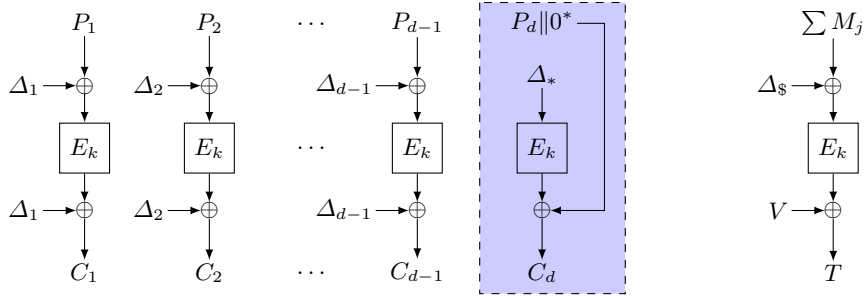 P_1 P_2 ⋯ P_{d−1} P_d∥0^* ∑ M_j
Δ_1 Δ_2 Δ_{d−1} Δ_* Δ_$
E_k E_k ⋯ E_k E_k E_k
Δ_1 Δ_2 Δ_{d−1} V
C_1 C_2 ⋯ C_{d−1} C_d T